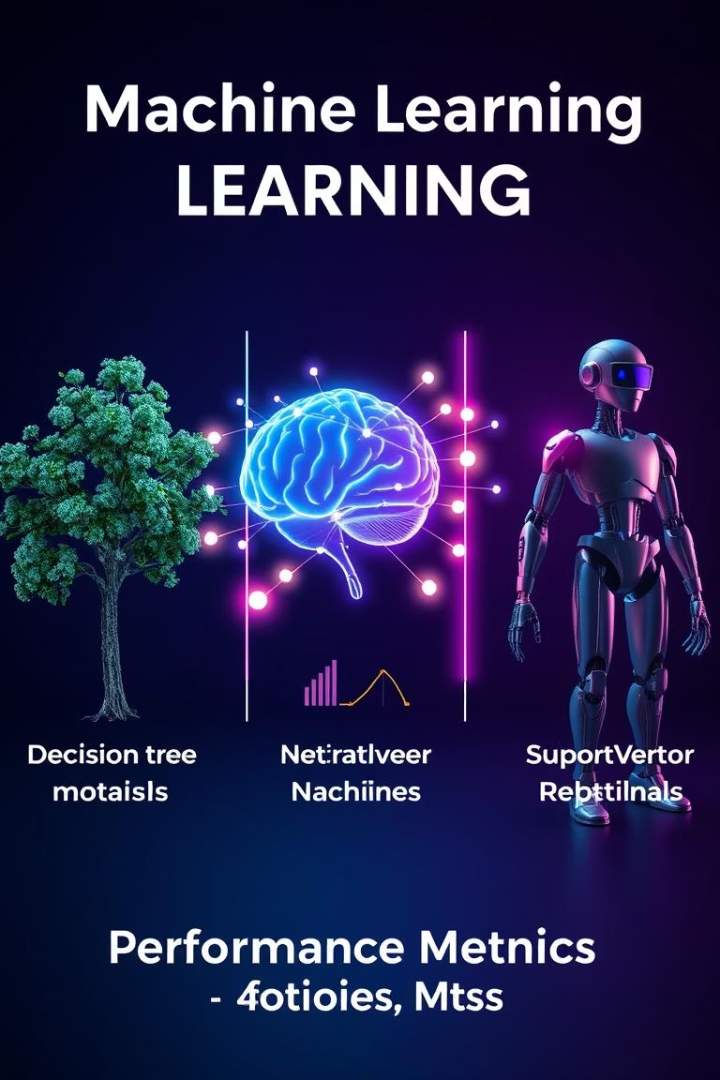 Machine Learning
LEARNING
Decision tree
motaisls
Net:ratlveer
Nachiines
SuportVertor
Rebttilnals
Performance Metnics
- 4otioies, Mtss